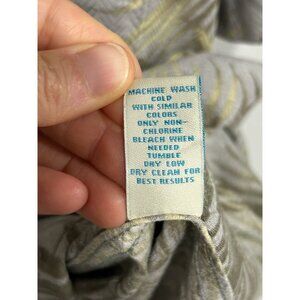 MACHINE WASH
COLD
WITH SIMILAR
COLORS
ONLY NON-
CHLORINE
BLEACH WHEN
NEEDED
TUMBLE
DRY LOW
DRY CLEAN FOR
BEST RESULTS